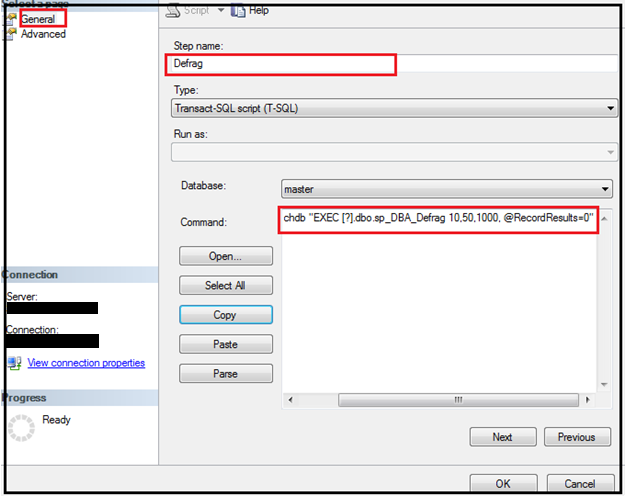 Select a page
General
Advanced
Script
Help
Step name:
Defrag
Type:
Transact-SQL script (T-SQL)
Run as:
Database:
master
Command:
chdb "EXEC [?].dbo.sp_DBA_Defrag 10,50,1000, @RecordResults=0"
Open...
Select All
Copy
Paste
Parse
Connection
Server:
Connection:
View connection properties
Progress
Ready
Next
Previous
OK
Cancel